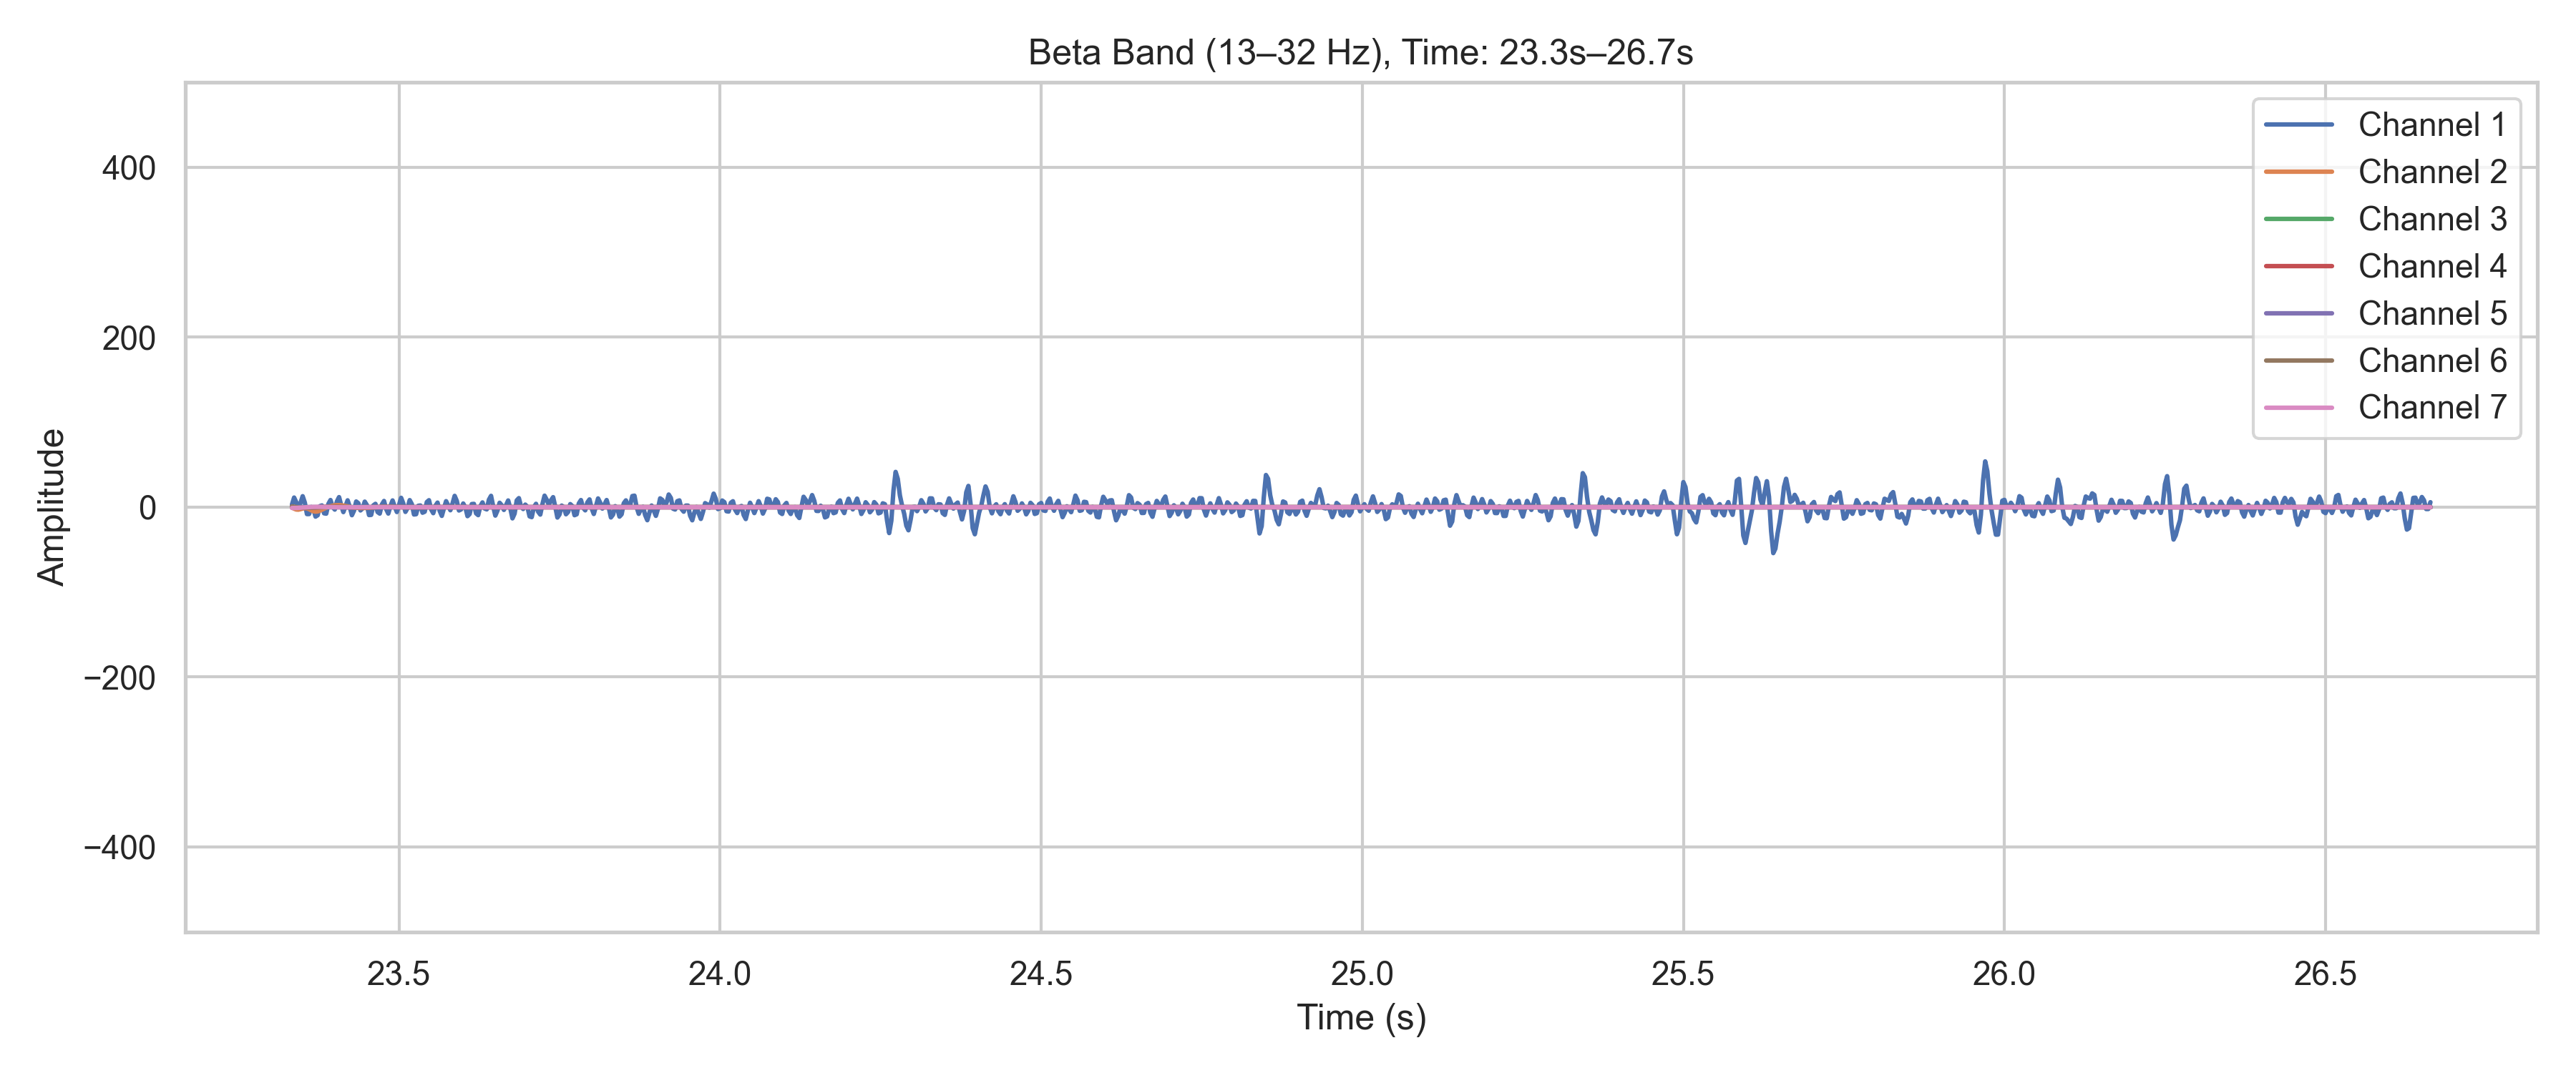 Beta Band (13–32 Hz), Time: 23.3s–26.7s
Channel 1
Channel 2
Channel 3
Channel 4
Channel 5
Channel 6
Channel 7
400
200
0
−200
−400
Amplitude
23.5 24.0 24.5 25.0 25.5 26.0 26.5
Time (s)